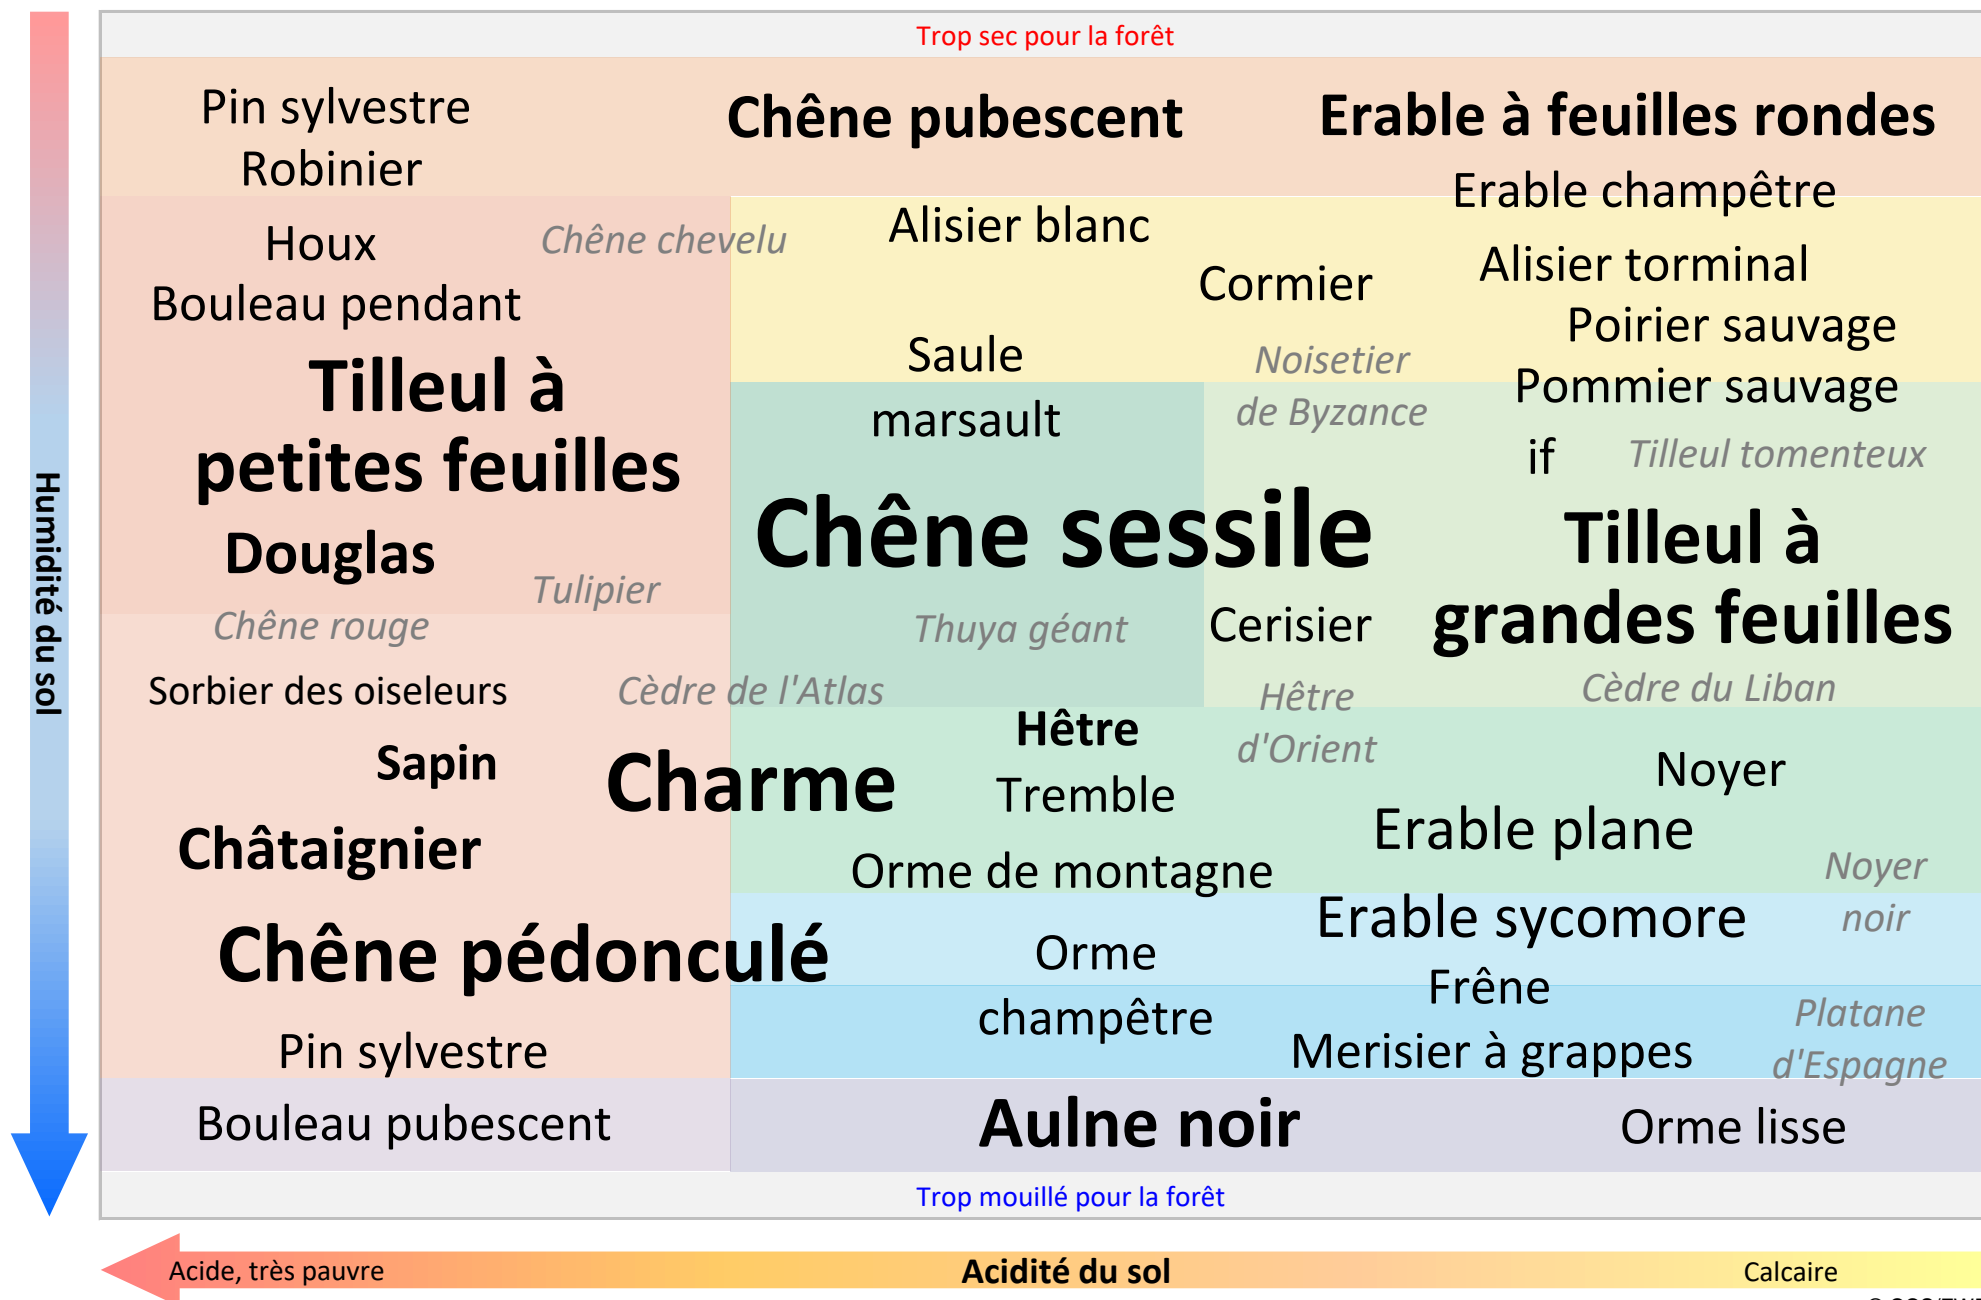 Trop sec pour la forêt
Pin sylvestre
Robinier
Chêne pubescent
Erable à feuilles rondes
Erable champêtre
Houx
Chêne chevelu
Alisier blanc
Cormier
Alisier torminal
Bouleau pendant
Poirier sauvage
Tilleul à
petites feuilles
Saule
marsault
Noisetier
de Byzance
Pommier sauvage
if
Tilleul tomenteux
Humidité du sol
Chêne sessile
Tilleul à
grandes feuilles
Douglas
Tulipier
Chêne rouge
Thuya géant
Cerisier
Sorbier des oiseleurs
Cèdre de l'Atlas
Hêtre
d'Orient
Cèdre du Liban
Hêtre
Sapin
Charme
Tremble
Noyer
Châtaignier
Erable plane
Orme de montagne
Noyer
noir
Chêne pédonculé
Erable sycomore
Orme
champêtre
Frêne
Platane
d'Espagne
Pin sylvestre
Merisier à grappes
Bouleau pubescent
Aulne noir
Orme lisse
Trop mouillé pour la forêt
Acide, très pauvre
Acidité du sol
Calcaire